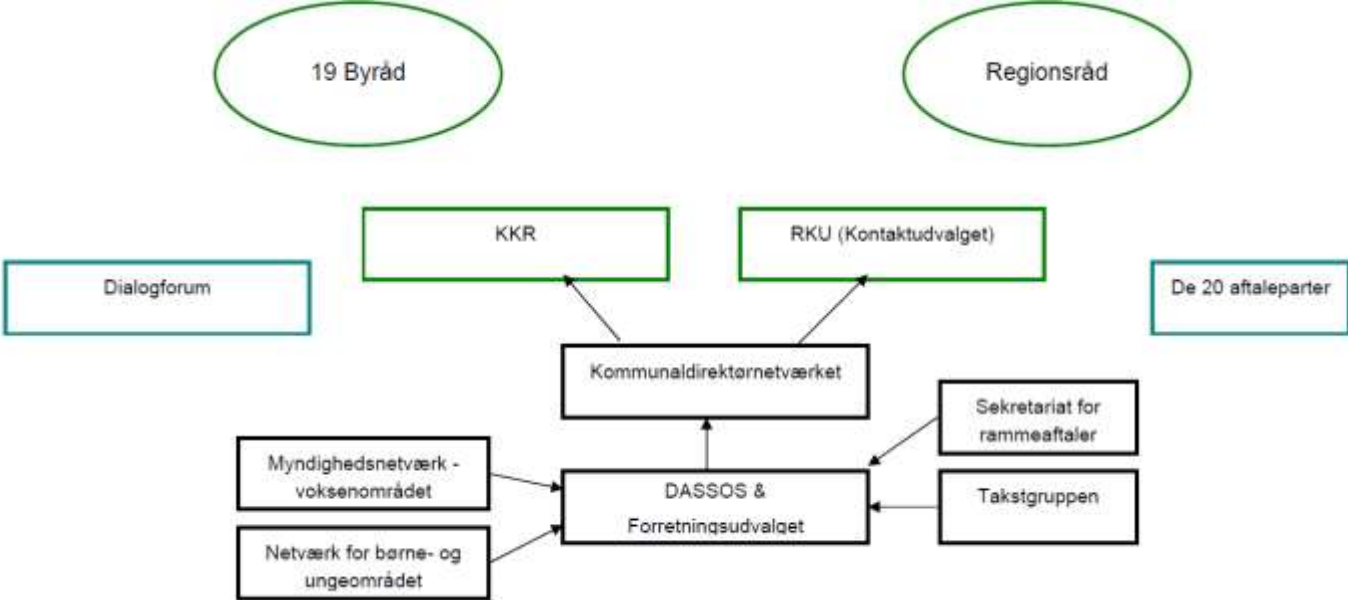 19 Byråd
Regionsråd
KKR
RKU (Kontaktudvalget)
Dialogforum
De 20 aftaleparter
Kommunaldirektørnetværket
Sekretariat for
rammeaftaler
Myndighedsnetværk -
voksenområdet
DASSOS &
Forretningsudvalget
Takstgruppen
Netværk for børne- og
ungeområdet